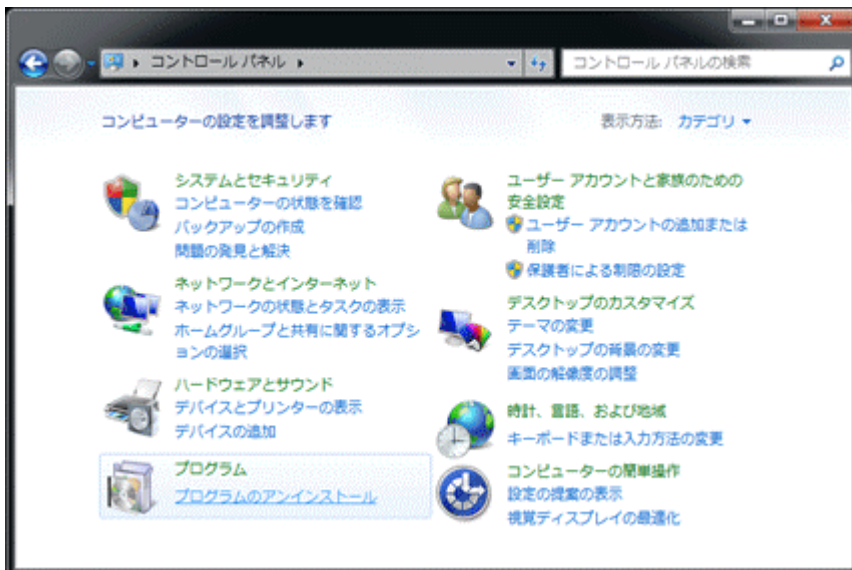 コントロール パネル
コントロール パネルの検索
コンピューターの設定を調整します
表示方法: カテゴリ
システムとセキュリティ
コンピューターの状態を確認
バックアップの作成
問題の発見と解決
ネットワークとインターネット
ネットワークの状態とタスクの表示
ホームグループと共有に関するオプシ
ョンの選択
ハードウェアとサウンド
デバイスとプリンターの表示
デバイスの追加
プログラム
プログラムのアンインストール
ユーザー アカウントと家族のための
安全設定
ユーザー アカウントの追加または
削除
保護者による制限の設定
デスクトップのカスタマイズ
テーマの変更
デスクトップの背景の変更
画面の解像度の調整
時計、言語、および地域
キーボードまたは入力方法の変更
コンピューターの簡単操作
設定の提案の表示
視覚ディスプレイの最適化